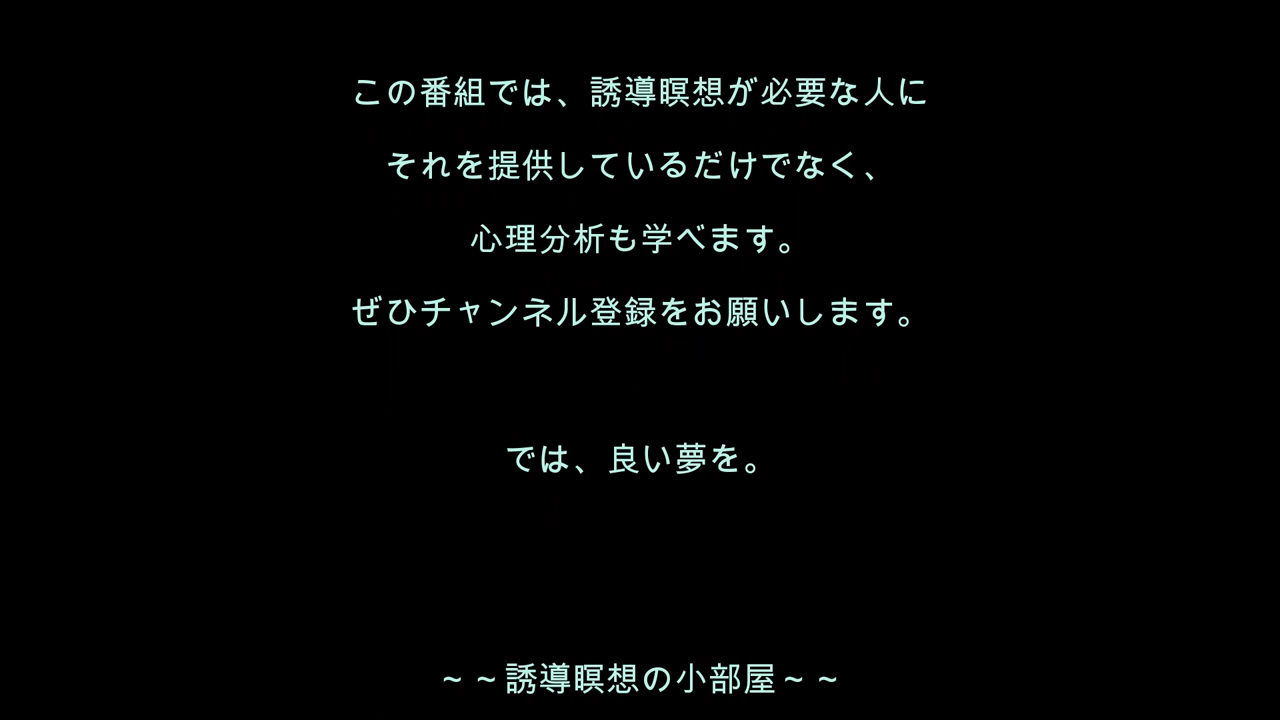 この番組では、誘導瞑想が必要な人に
それを提供しているだけでなく、
心理分析も学べます。
ぜひチャンネル登録をお願いします。
では、良い夢を。
~ ~誘導瞑想の小部屋~ ~